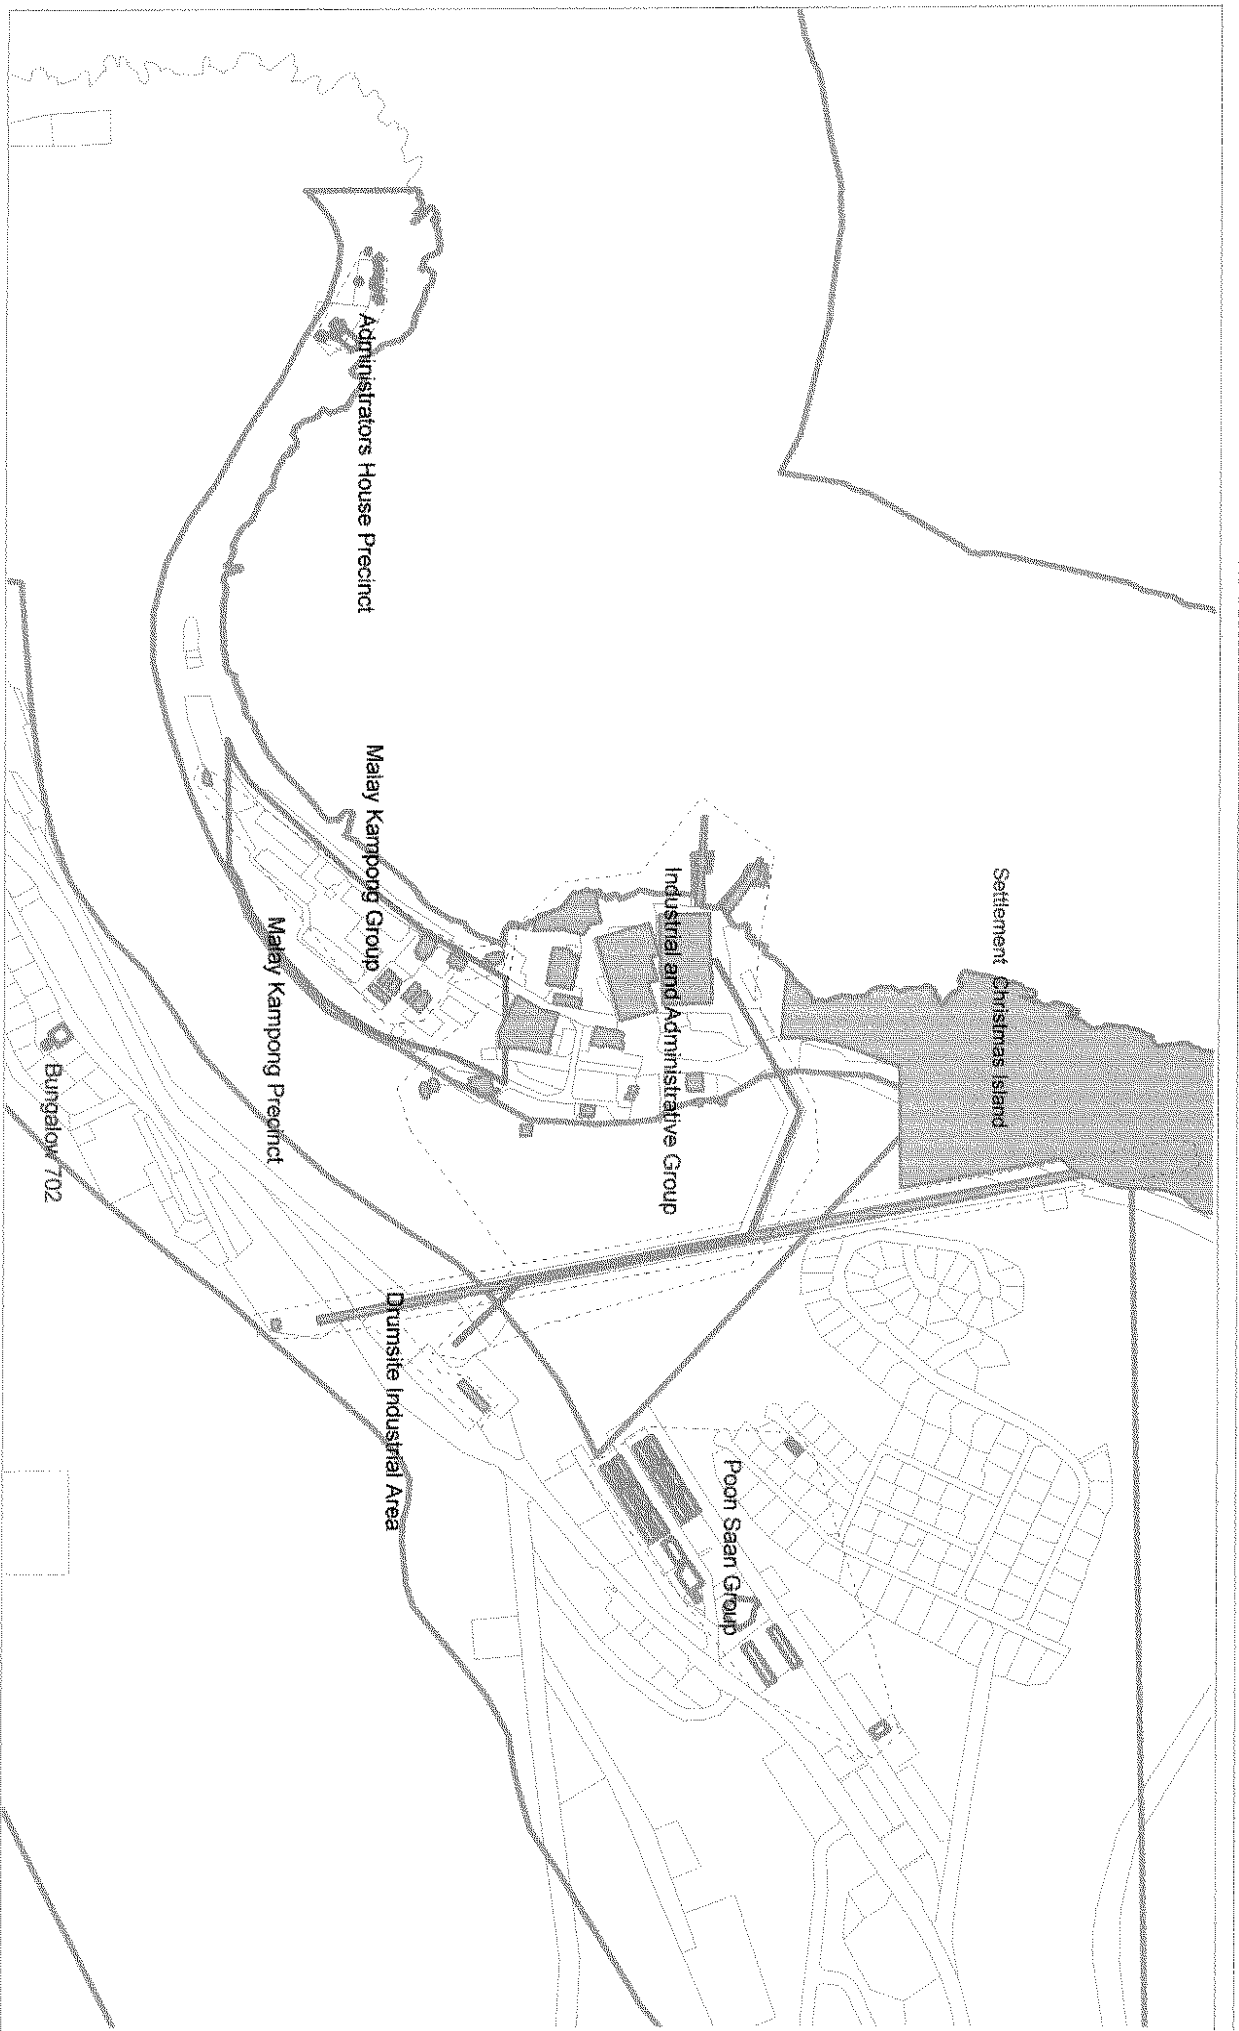 Settlement Christmas Island
Industrial and Administrative Group
Poon Saan Group
Administrators House Precinct
Malay Kampong Group
Drumsite Industrial Area
Malay Kampong Precinct
Bungalow 702